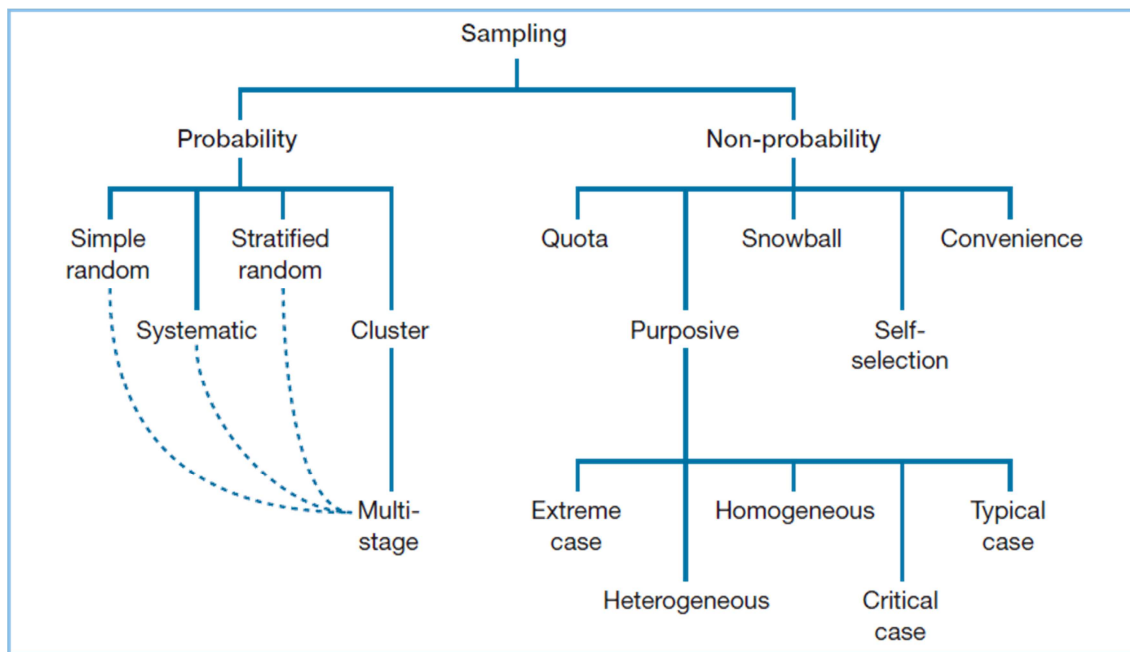 Sampling
Probability
Non-probability
Simple
random
Stratified
random
Quota
Snowball
Convenience
Systematic
Cluster
Purposive
Self-
selection
Multi-
stage
Extreme
case
Homogeneous
Typical
case
Heterogeneous
Critical
case